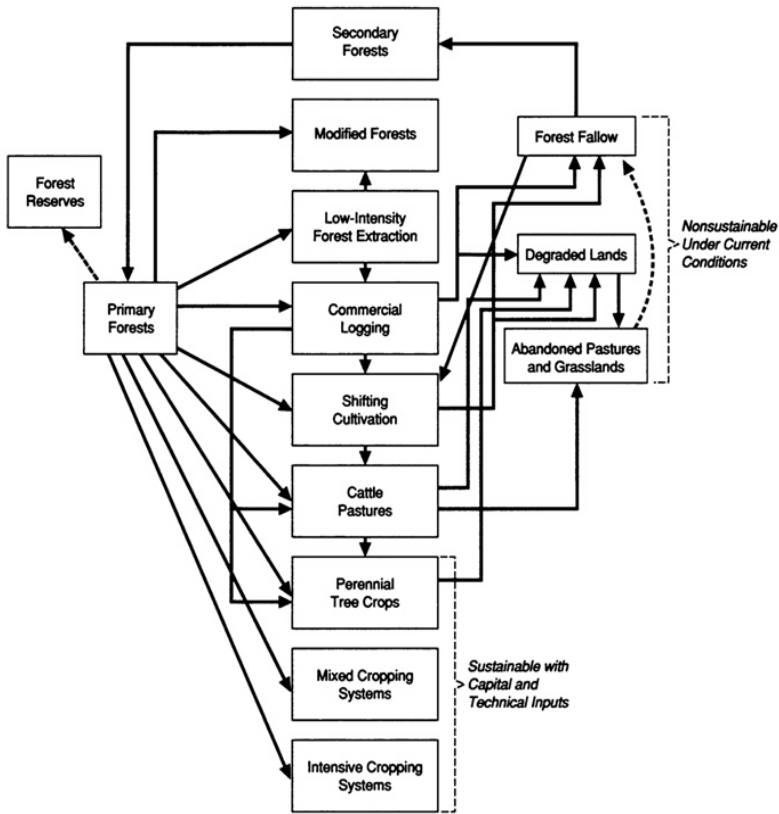 Secondary
Forests
Modified Forests
Forest Fallow
Forest
Reserves
Low-Intensity
Forest Extraction
Nonsustainable
Under Current
Conditions
Degraded Lands
Primary
Forests
Commercial
Logging
Abandoned Pastures
and Grasslands
Shifting
Cultivation
Cattle
Pastures
Perennial
Tree Crops
Mixed Cropping
Systems
Sustainable with
Capital and
Technical Inputs
Intensive Cropping
Systems